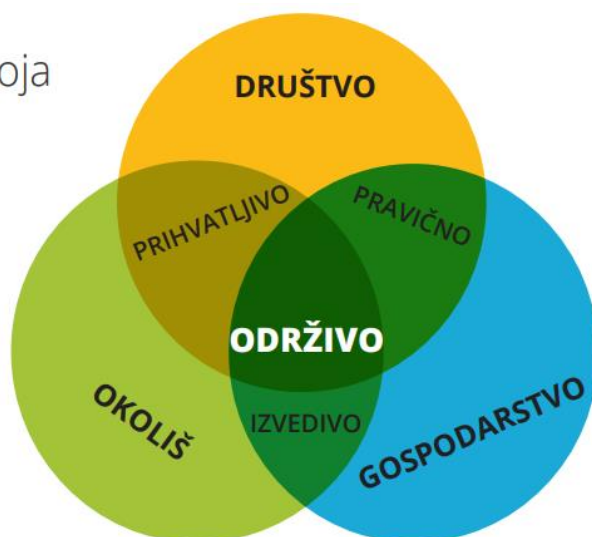 oja
DRUŠTVO
PRIHVATLJIVO
PRAVIČNO
ODRŽIVO
OKOLIŠ
IZVEDIVO
GOSPODARSTVO